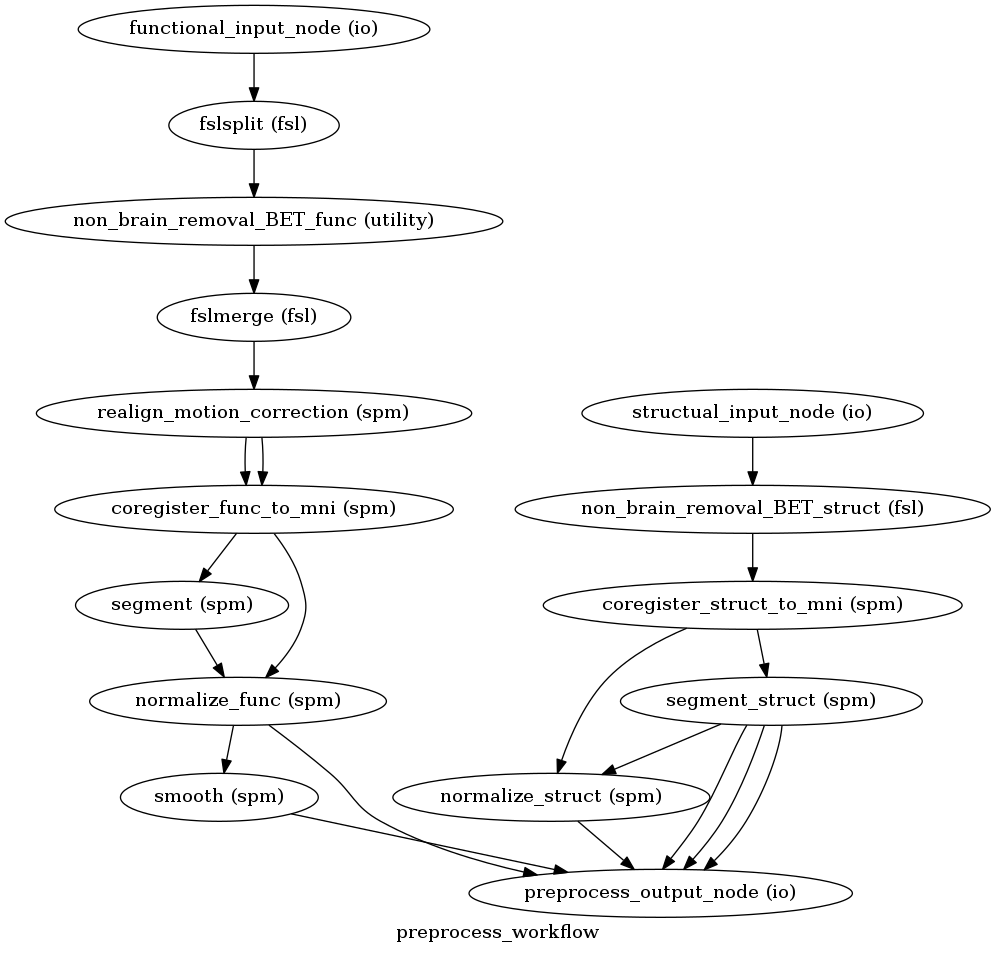 functional_input_node (io)
fslsplit (fsl)
non_brain_removal_BET_func (utility)
fslmerge (fsl)
realign_motion_correction (spm)
structual_input_node (io)
coregister_func_to_mni (spm)
non_brain_removal_BET_struct (fsl)
segment (spm)
coregister_struct_to_mni (spm)
normalize_func (spm)
segment_struct (spm)
smooth (spm)
normalize_struct (spm)
preprocess_output_node (io)
preprocess_workflow